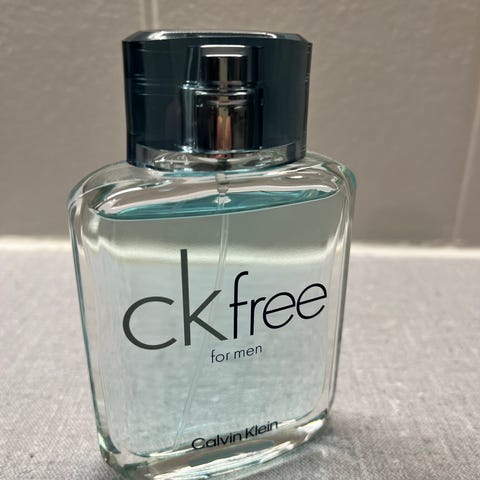 ckfree
for men
Calvin Klein